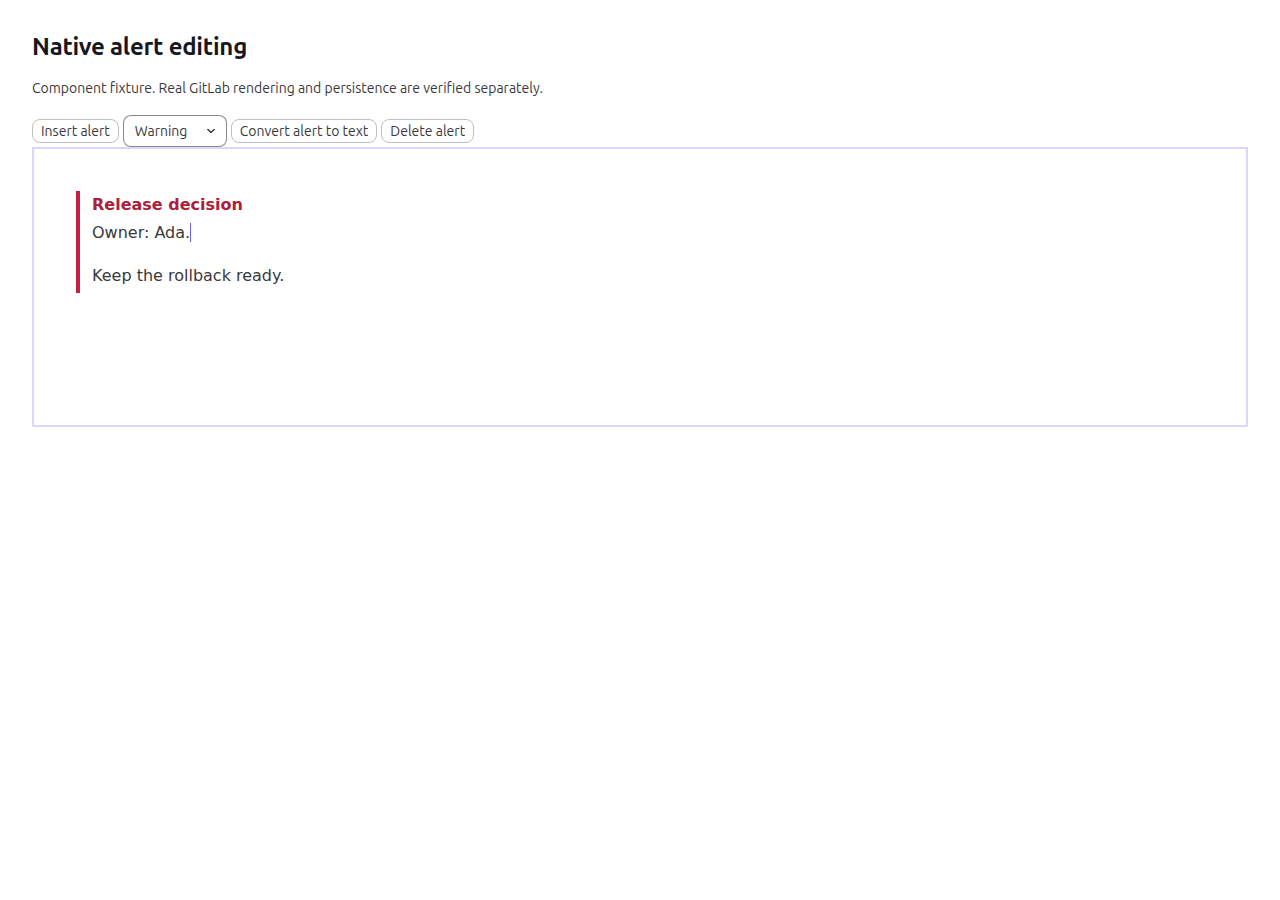 Native alert editing
Component fixture. Real GitLab rendering and persistence are verified separately.
Insert alert Warning Convert alert to text Delete alert
Release decision
Owner: Ada.
Keep the rollback ready.